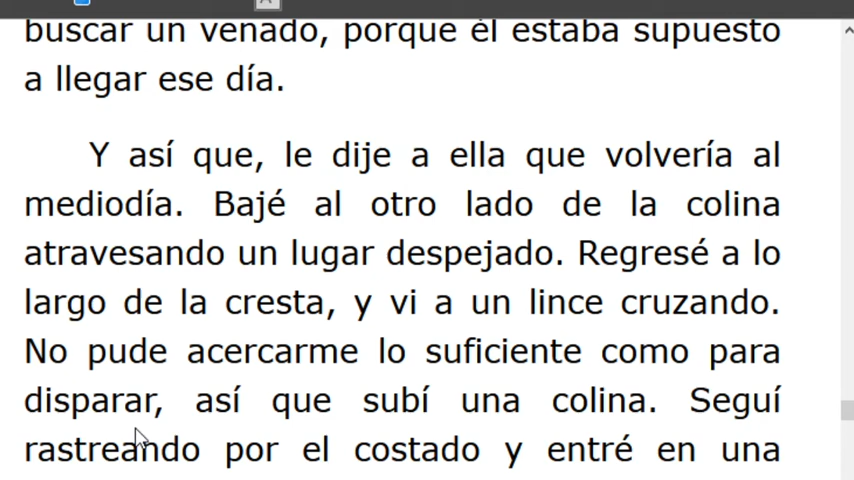 buscar un venado, porque él estaba supuesto
a llegar ese día.
Y así que, le dije a ella que volvería al
mediodía. Bajé al otro lado de la colina
atravesando un lugar despejado. Regresé a lo
largo de la cresta, y vi a un lince cruzando.
No pude acercarme lo suficiente como para
disparar, así que subí una colina. Seguí
rastreando por el costado y entré en una